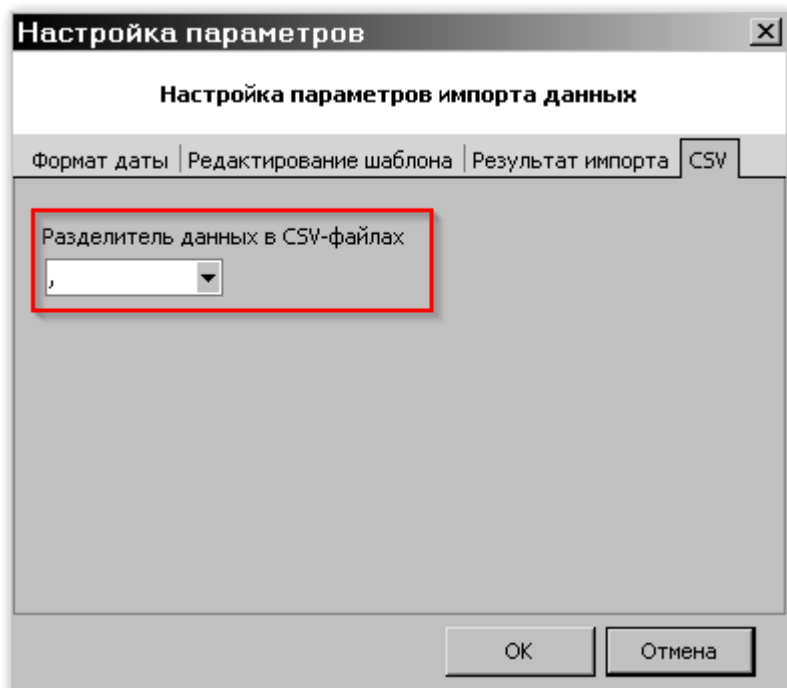 Настройка параметров
Настройка параметров импорта данных
Формат даты Редактирование шаблона Результат импорта CSV
Разделитель данных в CSV-файлах
,
OK Отмена